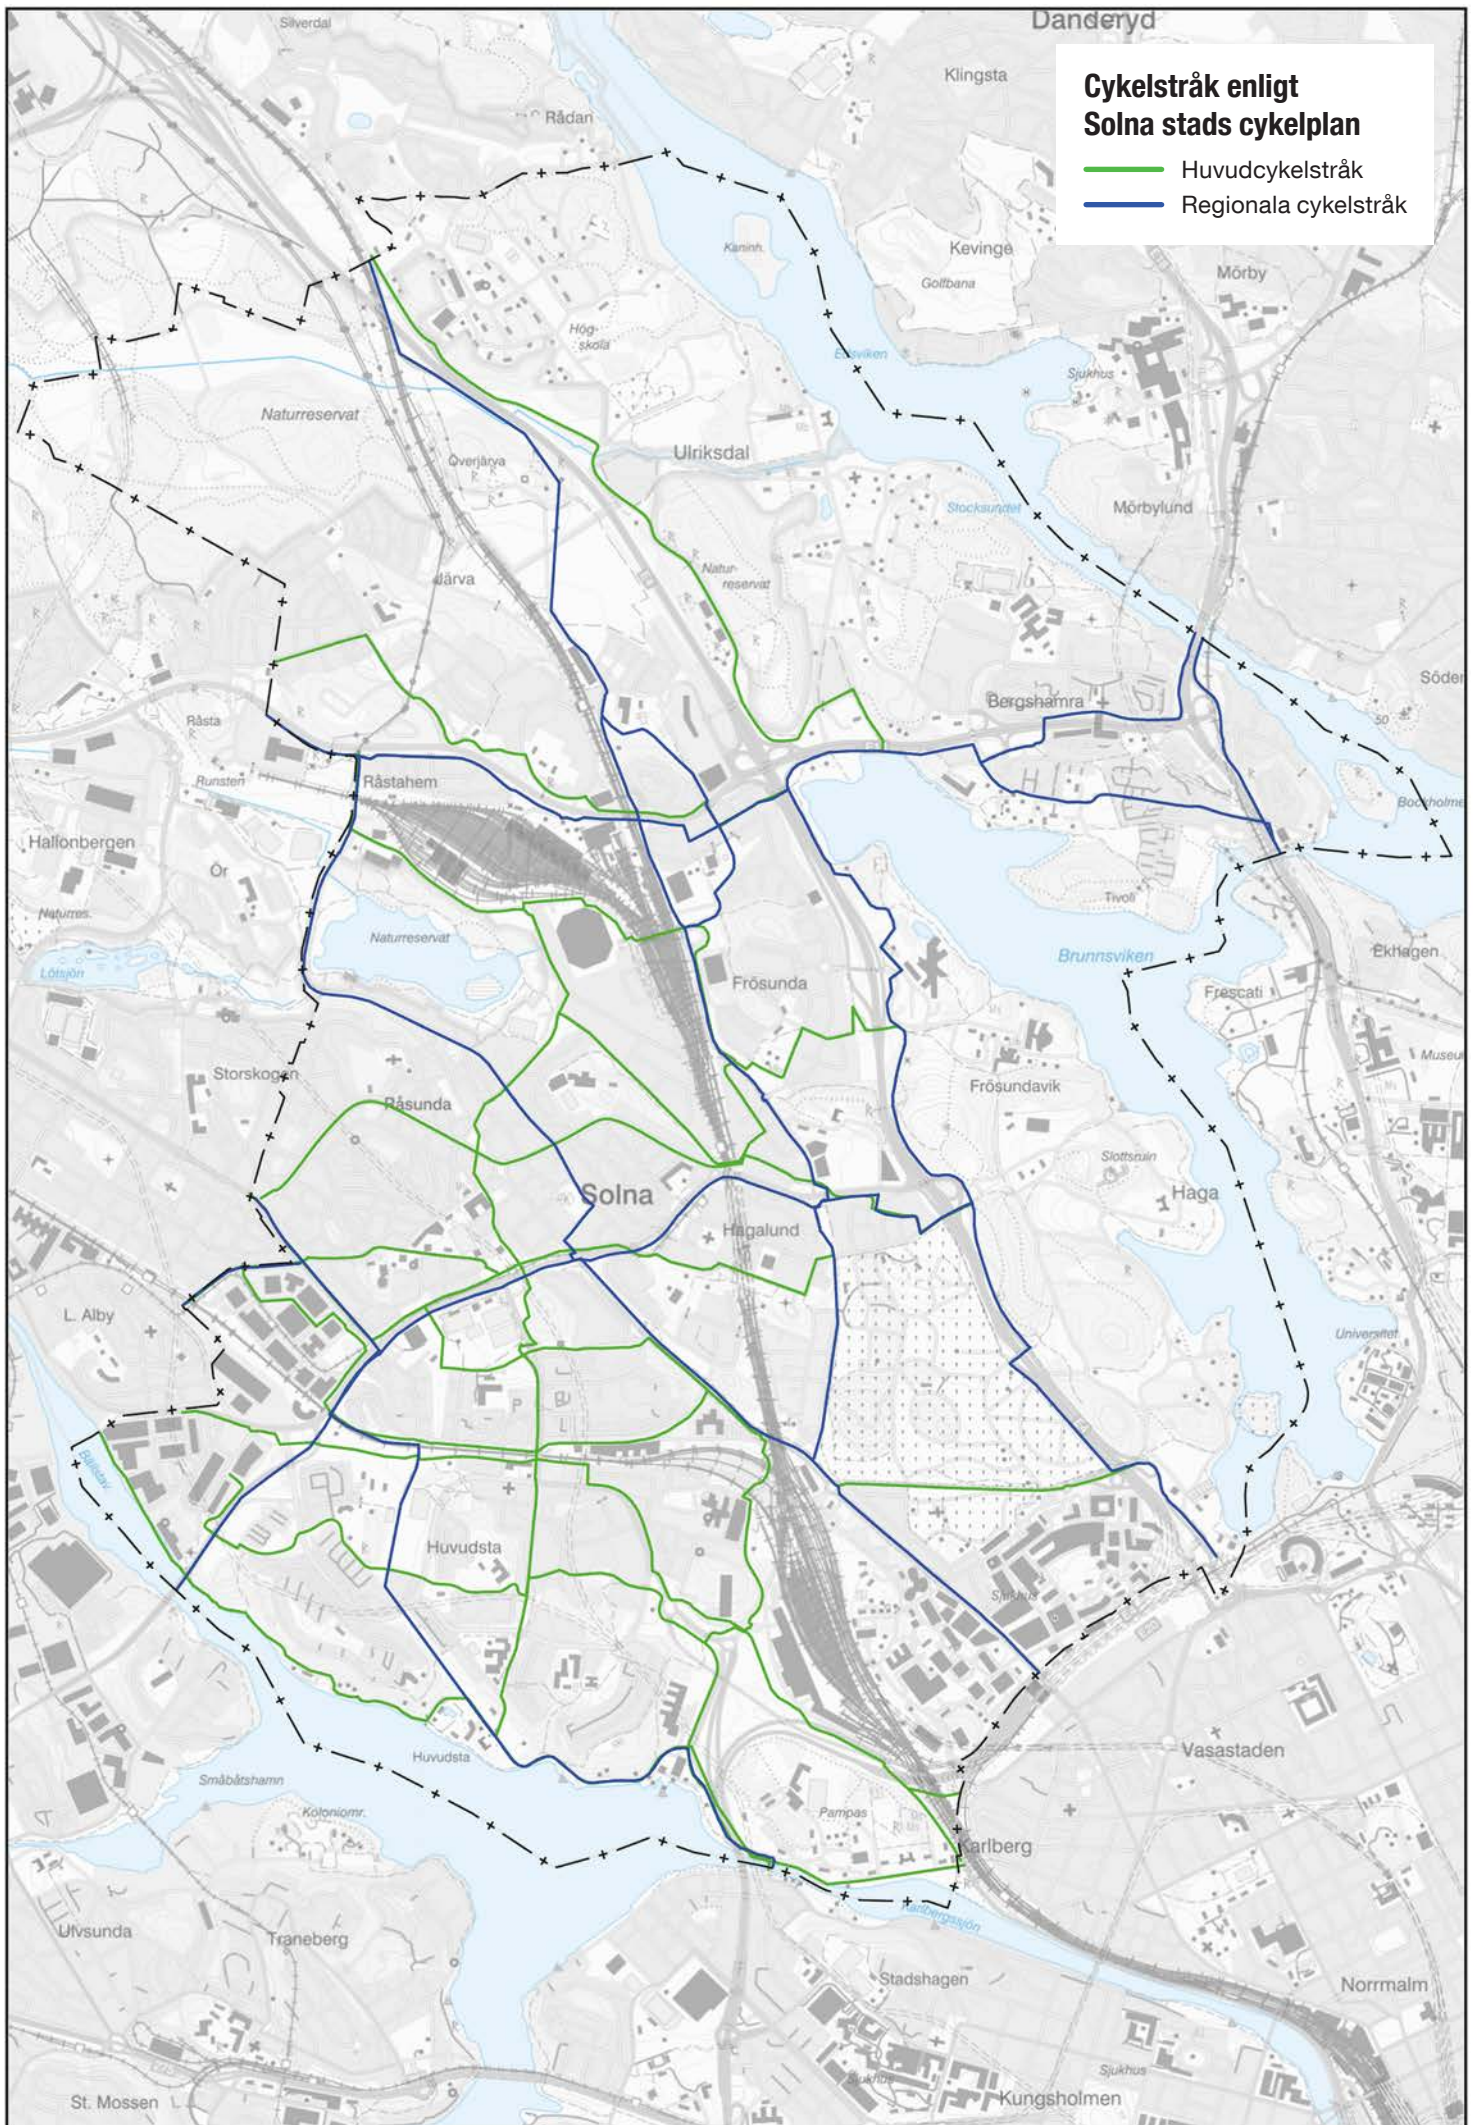 Danderyd
Silverdal
Klingsta
Cykelstråk enligt
Solna stads cykelplan
Huvudcykelstråk
Regionala cykelstråk
Rådan
Kaninh.
Kevinge
Golfbana
Mörby
Hög-
skola
Edsviken
Sjukhus
Naturreservat
Överjärva
Ulriksdal
Stocksundet
Mörbylund
Järva
Natur-
reservat
Bergshamra
Söder
50
Råsta
Runsten
Råstahem
Bockholme
Hallonbergen
Ör
Tivoli
Naturres.
Naturreservat
Lötsjön
Brunnsviken
Ekhagen
Frösunda
Frescati
Museu
Storskogen
Råsunda
Frösundavik
Slottsruin
Solna
Haga
Hagalund
L. Alby
Universitet
Bällstav.
Huvudsta
Sjukhus
Huvudsta
Vasastaden
Småbåtshamn
Koloniomr.
Pampas
Karlberg
Karlbergssjön
Ulvsunda
Traneberg
Stadshagen
Norrmalm
Sjukhus
Sjukhus
St. Mossen
Kungsholmen